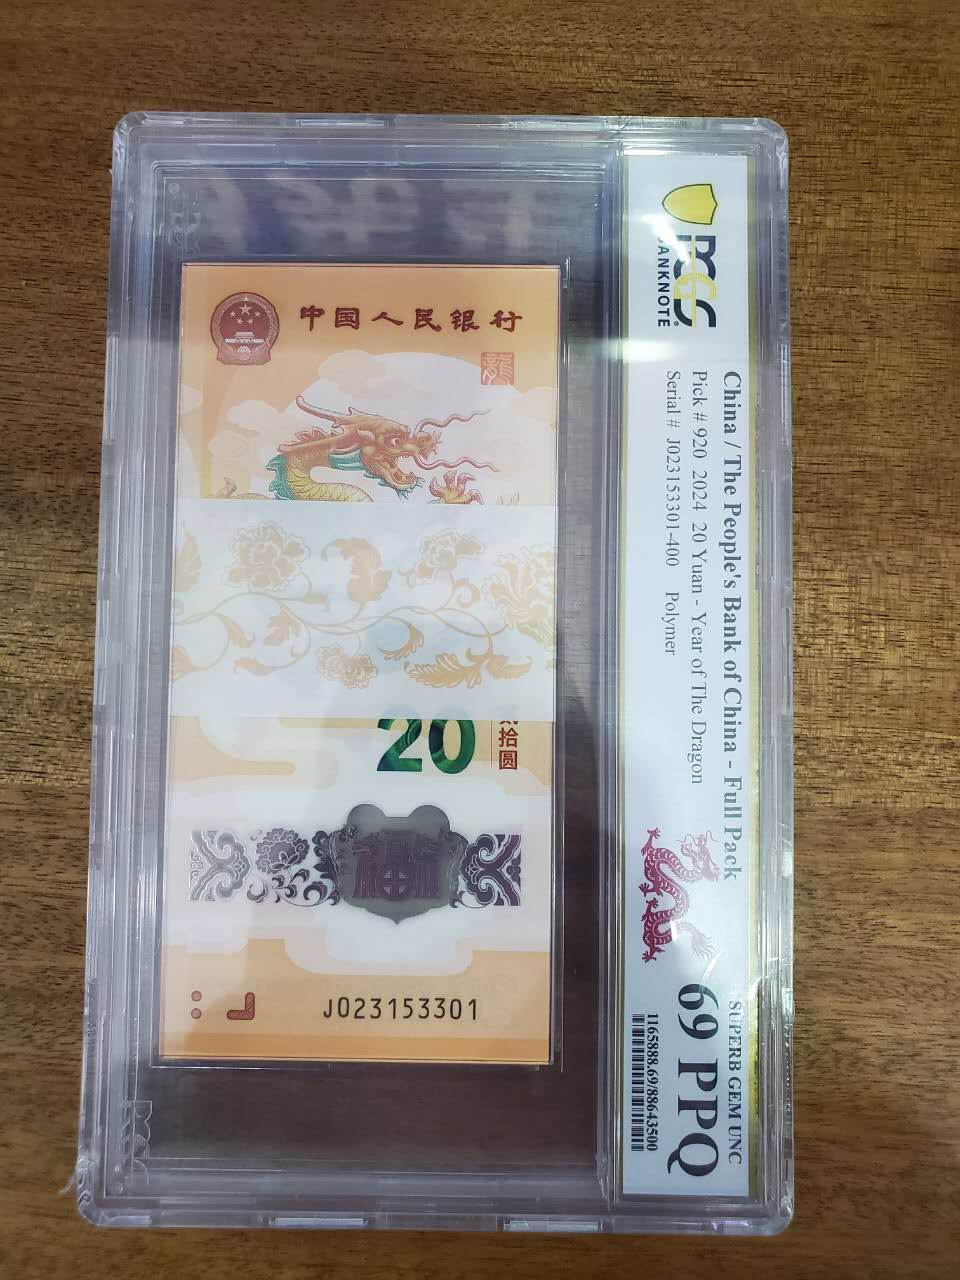 中国人民银行
龍
20
拾圆
J023153301
PCGS
BANKNOTE
China / The People's Bank of China - Full Pack
Pick # 920 2024 20 Yuan - Year of The Dragon
Serial # J023153301-400 Polymer
SUPERB GEM UNC
69 PPQ
1165888.69/88643500